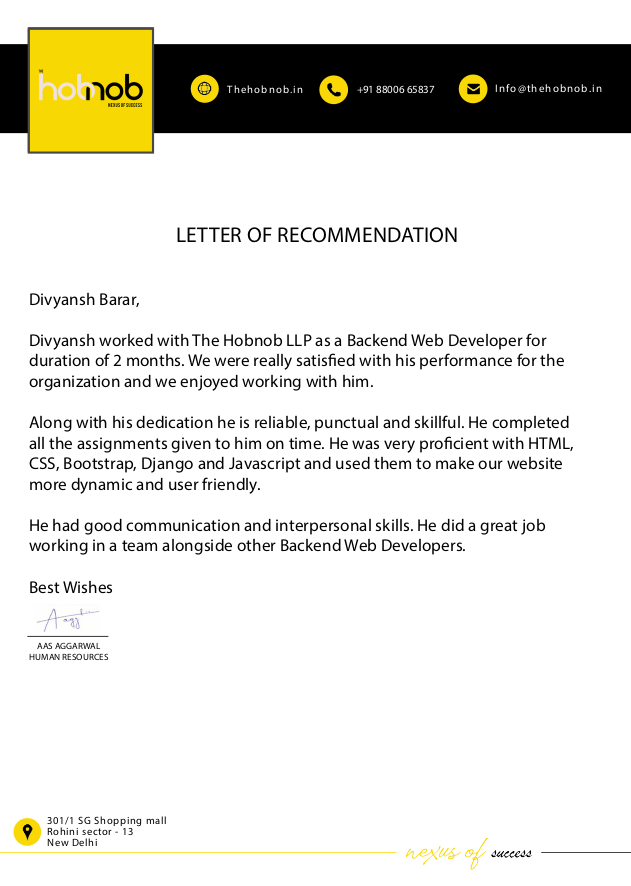 THE
hobnob
NEXUS OF SUCCESS
Thehobnob.in
+91 88006 65837
Info@thehobnob.in
LETTER OF RECOMMENDATION
Divyansh Barar,
Divyansh worked with The Hobnob LLP as a Backend Web Developer for
duration of 2 months. We were really satisfied with his performance for the
organization and we enjoyed working with him.
Along with his dedication he is reliable, punctual and skillful. He completed
all the assignments given to him on time. He was very proficient with HTML,
CSS, Bootstrap, Django and Javascript and used them to make our website
more dynamic and user friendly.
He had good communication and interpersonal skills. He did a great job
working in a team alongside other Backend Web Developers.
Best Wishes
AAS AGGARWAL
HUMAN RESOURCES
301/1 SG Shopping mall
Rohini sector - 13
New Delhi
nexus of success